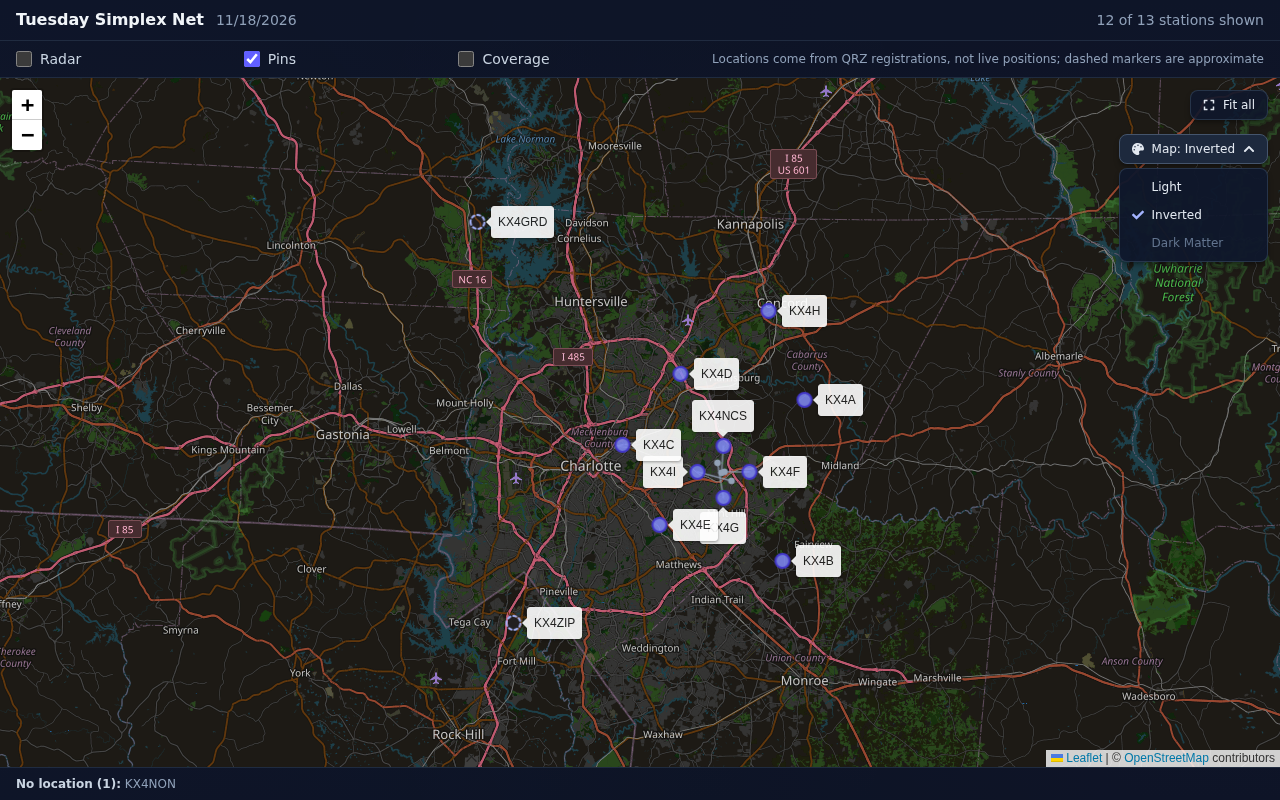 Tuesday Simplex Net 11/18/2026
12 of 13 stations shown
Radar
Pins
Coverage
Locations come from QRZ registrations, not live positions; dashed markers are approximate
+
−
Fit all
Map: Inverted
Light
Inverted
Dark Matter
Lake Norman
Mooresville
I 85
US 601
KX4GRD
Davidson
Cornelius
Kannapolis
Lincolnton
NC 16
Uwharrie
National
Forest
Huntersville
KX4H
Cleveland
County
Cherryville
I 485
Cabarrus
County
Albemarle
Stanly County
KX4D
Dallas
KX4A
Shelby
Bessemer
City
Mount Holly
KX4NCS
Gastonia
Lowell
Mecklenburg
County
KX4C
Kings Mountain
Belmont
Charlotte
KX4I
KX4F
Midland
I 85
KX4E
X4G
Fairview
KX4B
Clover
Matthews
Pineville
Indian Trail
Smyrna
Tega Cay
KX4ZIP
Cherokee
County
York
Fort Mill
Weddington
Union County
Monroe
Wingate
Marshville
Anson County
Wadesboro
Rock Hill
Waxhaw
Leaflet | © OpenStreetMap contributors
No location (1): KX4NON